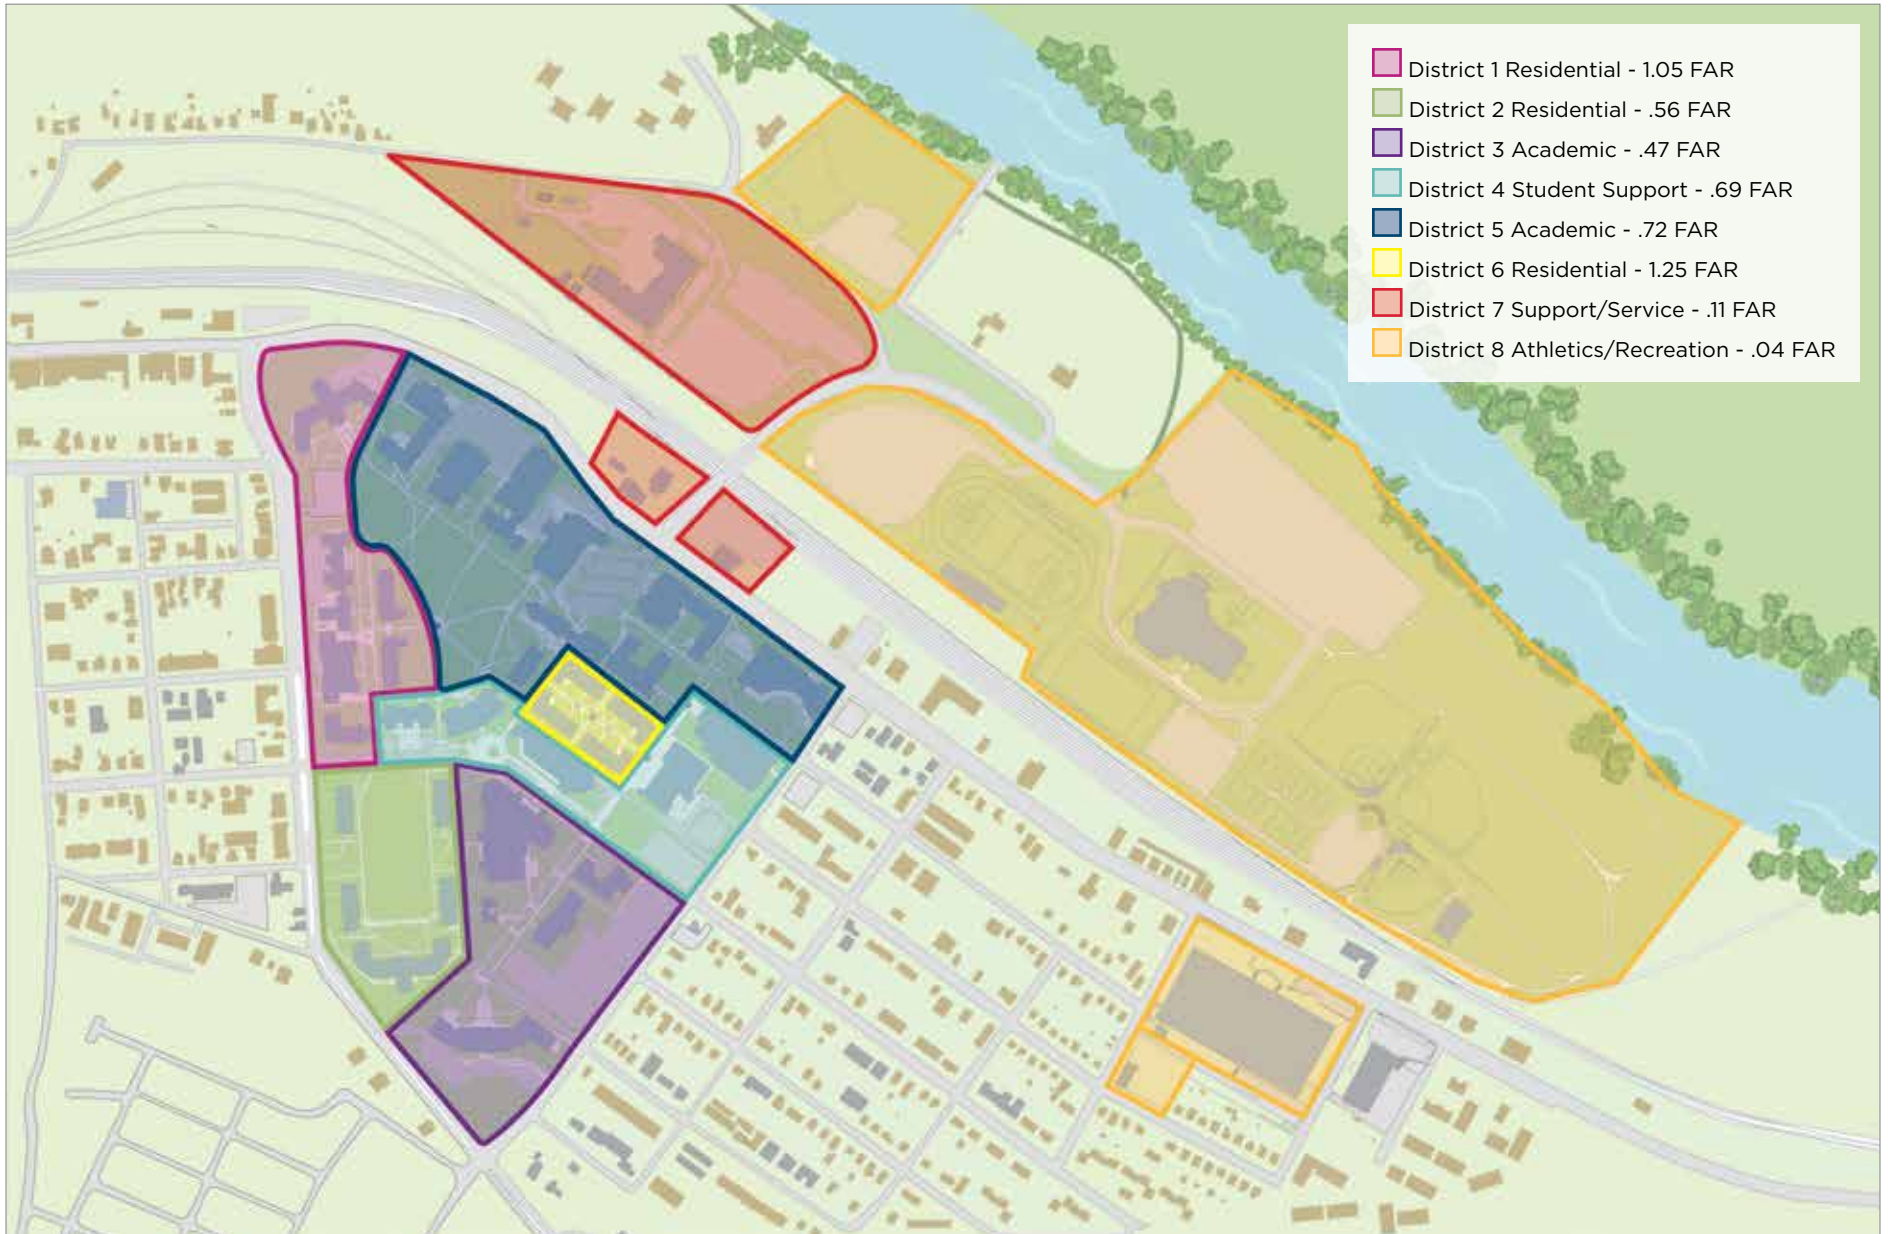 District 1 Residential - 1.05 FAR
District 2 Residential - .56 FAR
District 3 Academic - .47 FAR
District 4 Student Support - .69 FAR
District 5 Academic - .72 FAR
District 6 Residential - 1.25 FAR
District 7 Support/Service - .11 FAR
District 8 Athletics/Recreation - .04 FAR